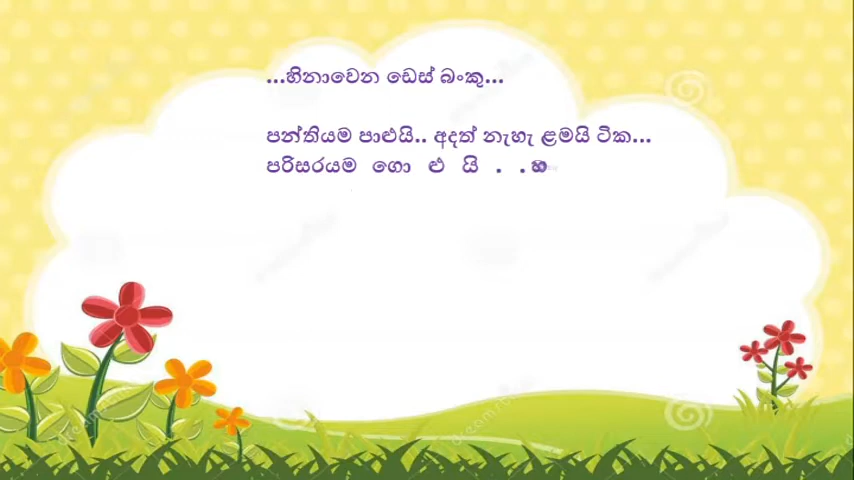 ...හිනාවෙන ඩෙස් බංකු...
පන්තියම පාළුයි.. අදත් නැහැ ළමයි ටික...
පරිසරයම ගො ළු යි . .